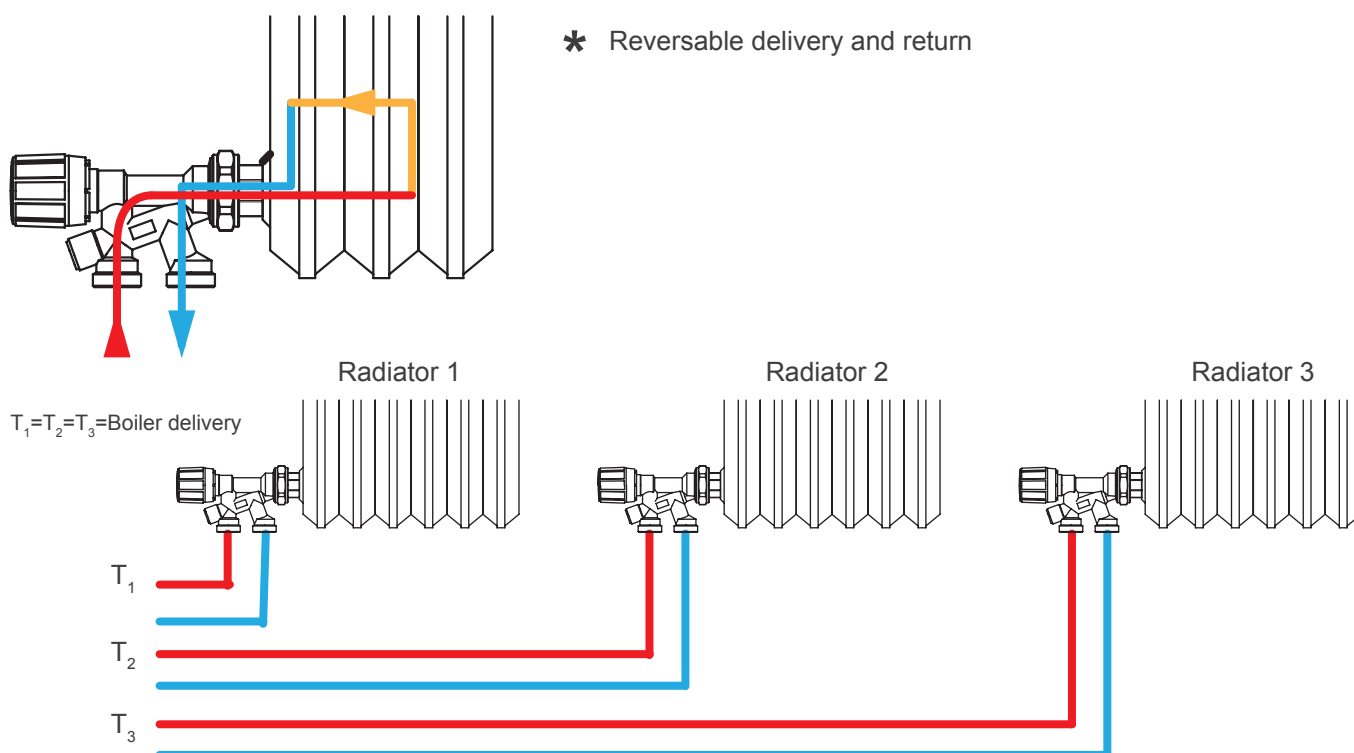 * Reversable delivery and return
Radiator 1
Radiator 2
Radiator 3
T₁=T₂=T₃=Boiler delivery
T₁
T₂
T₃